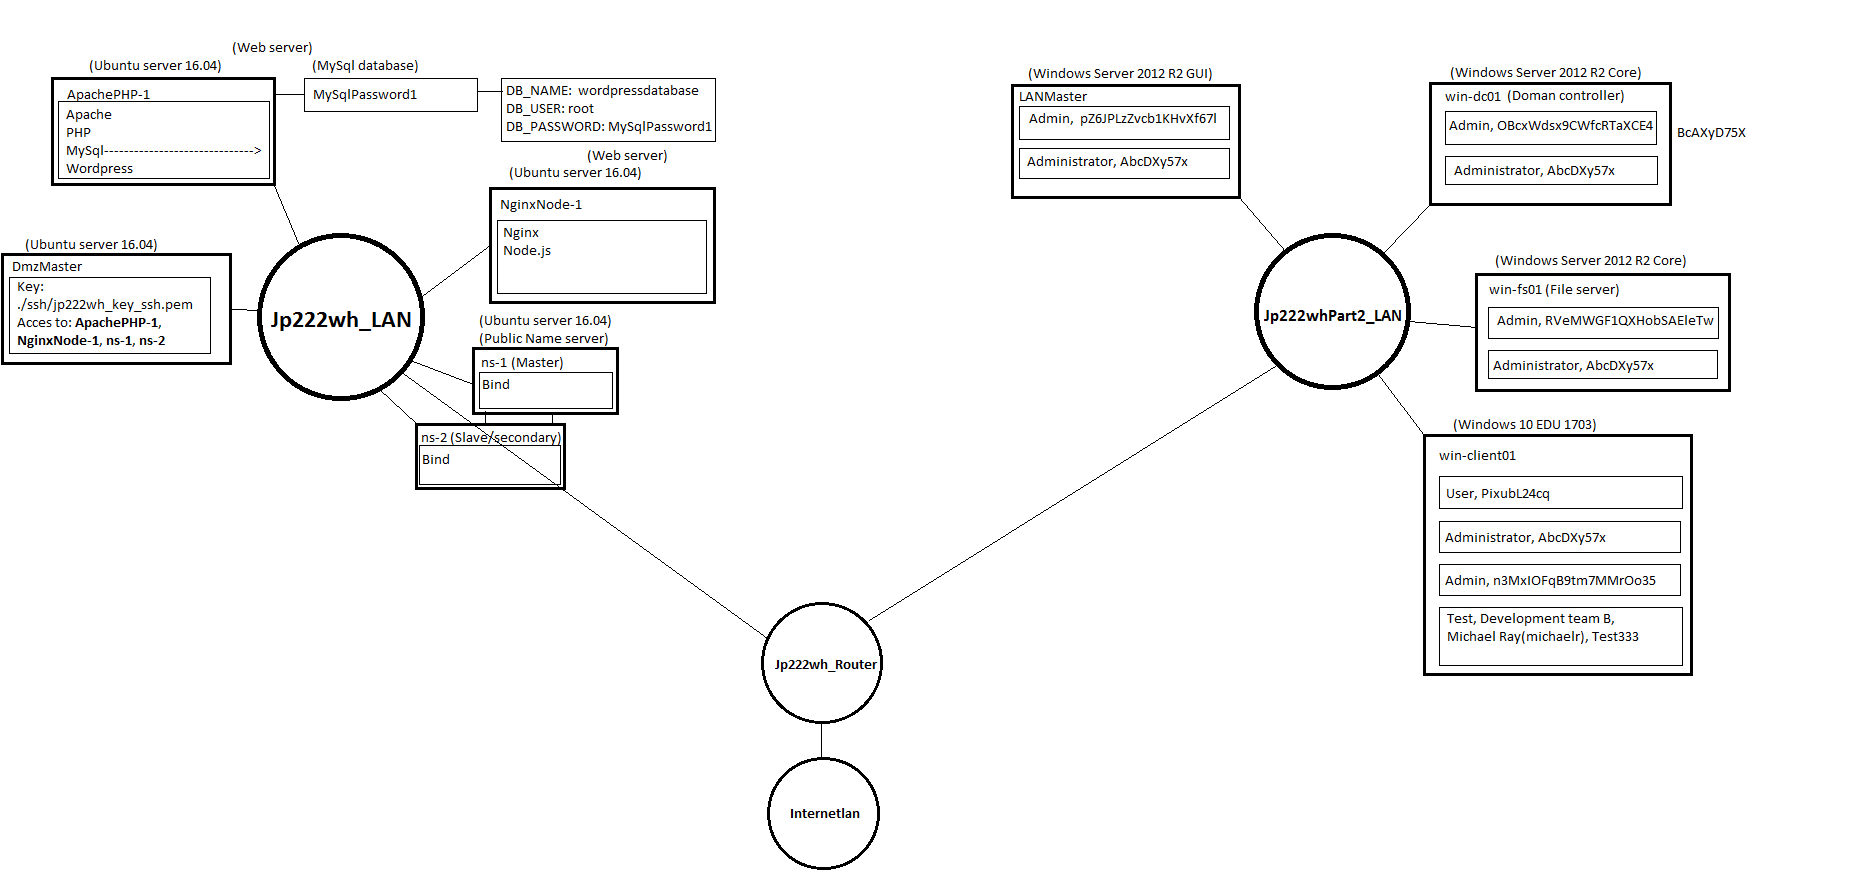 (Web server)
(Ubuntu server 16.04)
(MySql database)
ApachePHP-1
Apache
PHP
MySql---------------------------->
Wordpress
MySqlPassword1
DB_NAME: wordpressdatabase
DB_USER: root
DB_PASSWORD: MySqlPassword1
(Web server)
(Ubuntu server 16.04)
NginxNode-1
Nginx
Node.js
(Ubuntu server 16.04)
DmzMaster
Key:
./ssh/jp222wh_key_ssh.pem
Acces to: ApachePHP-1,
NginxNode-1, ns-1, ns-2
Jp222wh_LAN
(Ubuntu server 16.04)
(Public Name server)
ns-1 (Master)
Bind
ns-2 (Slave/secondary)
Bind
(Windows Server 2012 R2 GUI)
LANMaster
Admin, pZ6JPLzZvcb1KHvXf67l
Administrator, AbcDXy57x
(Windows Server 2012 R2 Core)
win-dc01 (Doman controller)
Admin, OBcxWdsx9CWfcRTaXCE4
BcAXyD75X
Administrator, AbcDXy57x
Jp222whPart2_LAN
(Windows Server 2012 R2 Core)
win-fs01 (File server)
Admin, RVeMWGF1QXHobSAEleTw
Administrator, AbcDXy57x
(Windows 10 EDU 1703)
win-client01
User, PixubL24cq
Administrator, AbcDXy57x
Admin, n3MxIOFqB9tm7MMrOo35
Test, Development team B,
Michael Ray(michaelr), Test333
Jp222wh_Router
Internetlan